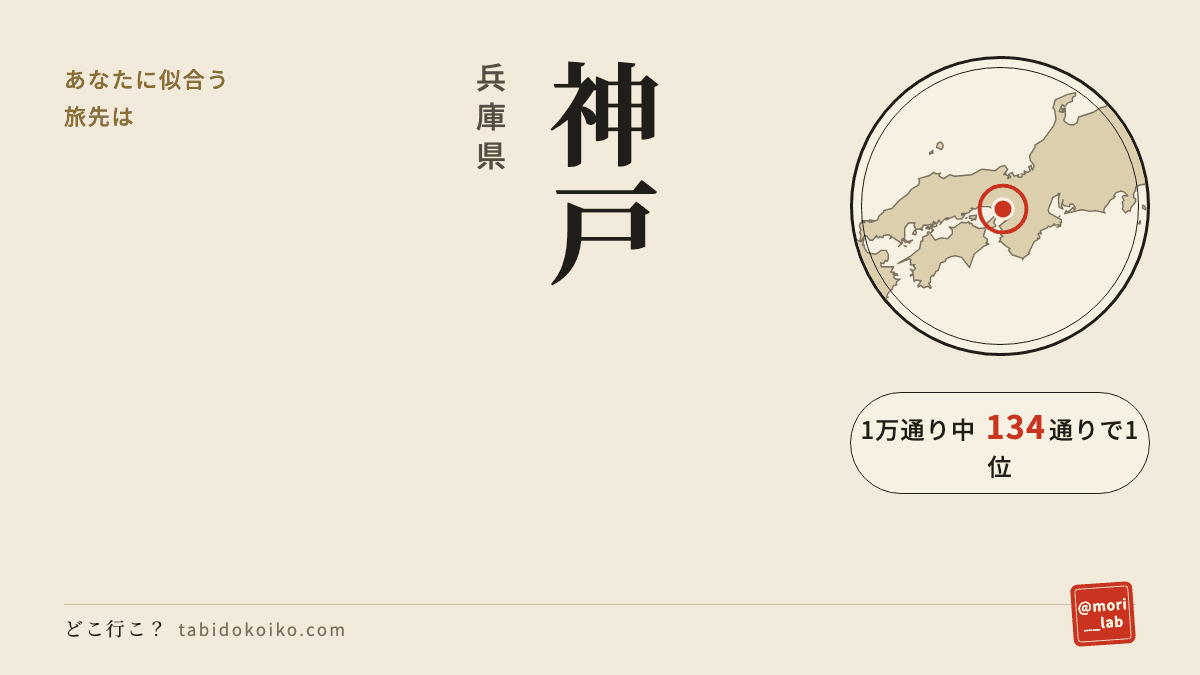 あなたに似合う
旅先は
神戸
兵庫県
1万通り中 134通りで1
位
どこ行こ? tabidokoiko.com
@mori
__lab